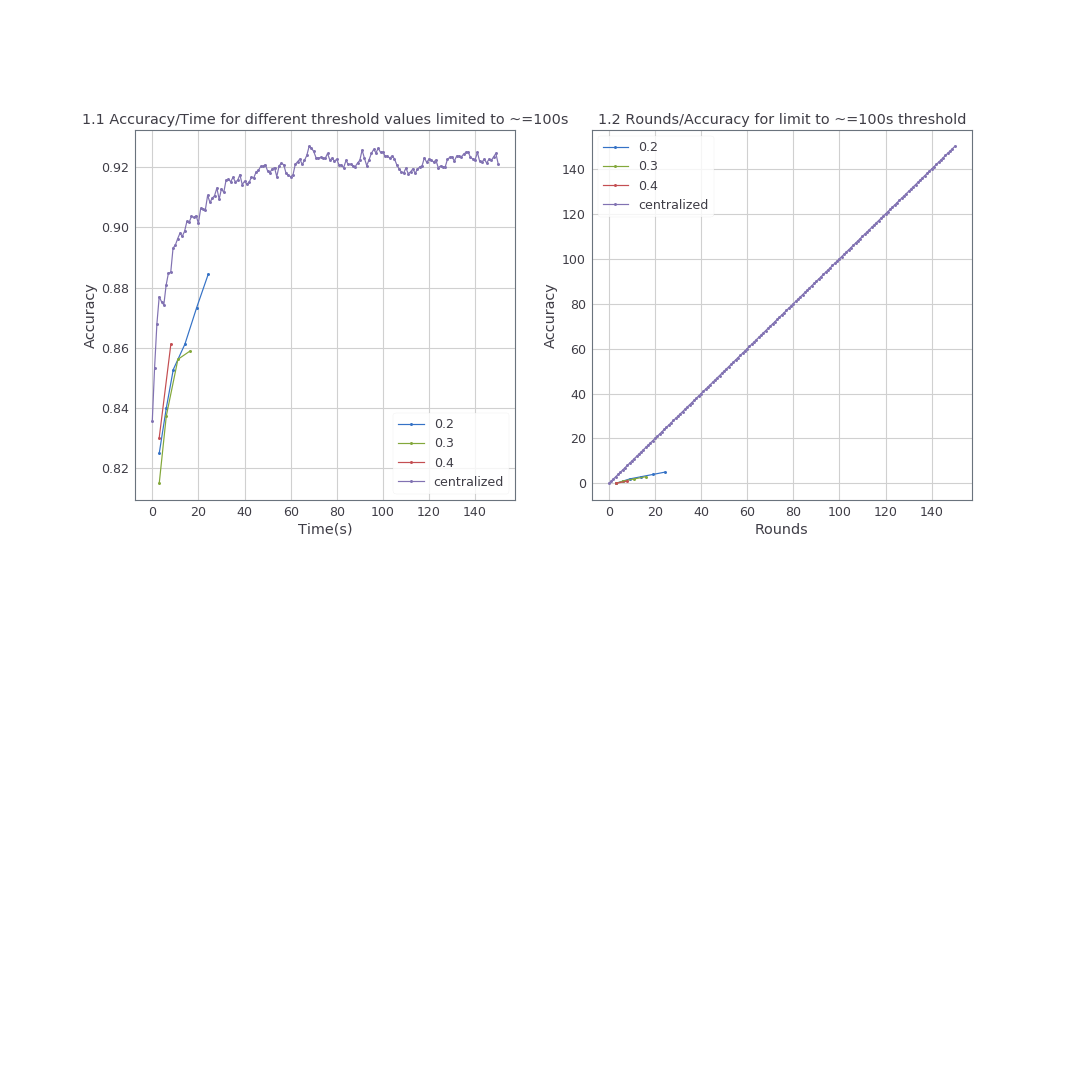 1.1 Accuracy/Time for different threshold values limited to ~=100s
0.92
0.90
0.88
0.86
0.84
0.82
Accuracy
0.2
0.3
0.4
centralized
0 20 40 60 80 100 120 140
Time(s)
1.2 Rounds/Accuracy for limit to ~=100s threshold
0.2
0.3
0.4
centralized
140
120
100
80
60
40
20
0
Accuracy
0 20 40 60 80 100 120 140
Rounds